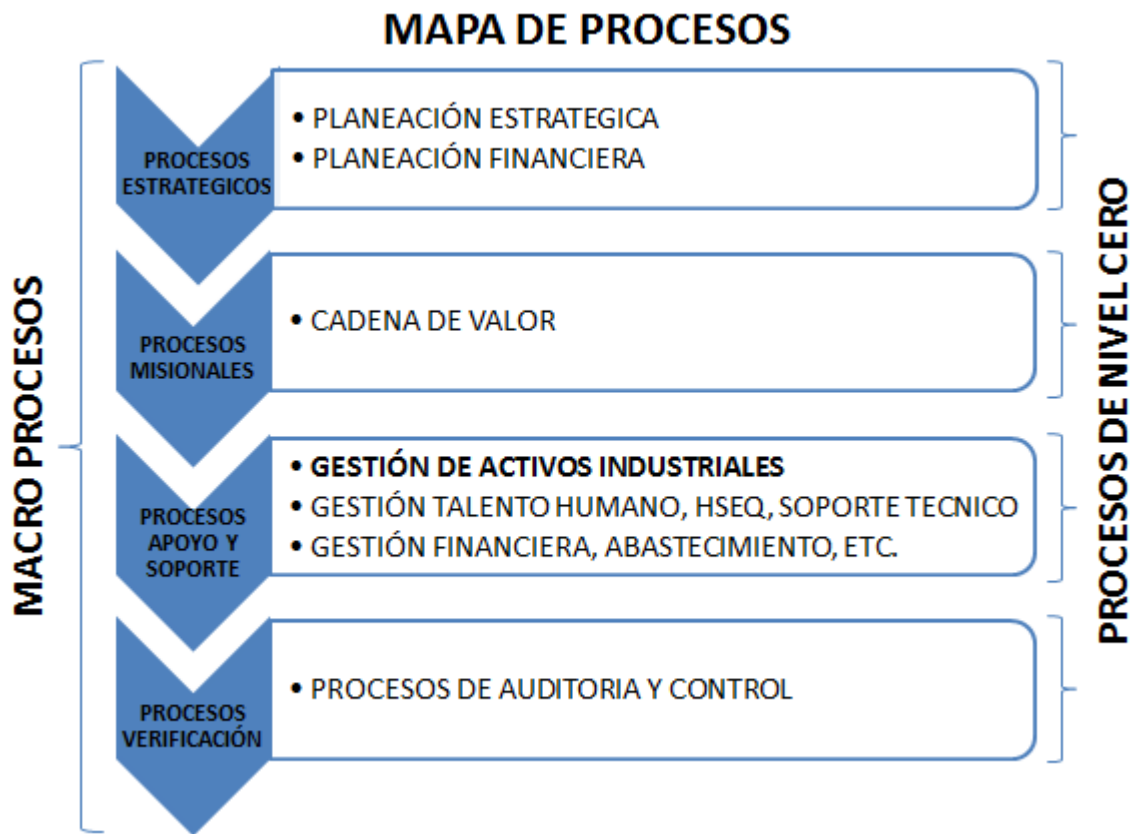 MAPA DE PROCESOS
MACRO PROCESOS
PROCESOS
ESTRATEGICOS
• PLANEACIÓN ESTRATEGICA
• PLANEACIÓN FINANCIERA
PROCESOS
MISIONALES
• CADENA DE VALOR
PROCESOS
APOYO Y
SOPORTE
• GESTIÓN DE ACTIVOS INDUSTRIALES
• GESTIÓN TALENTO HUMANO, HSEQ, SOPORTE TECNICO
• GESTIÓN FINANCIERA, ABASTECIMIENTO, ETC.
PROCESOS
VERIFICACIÓN
• PROCESOS DE AUDITORIA Y CONTROL
PROCESOS DE NIVEL CERO